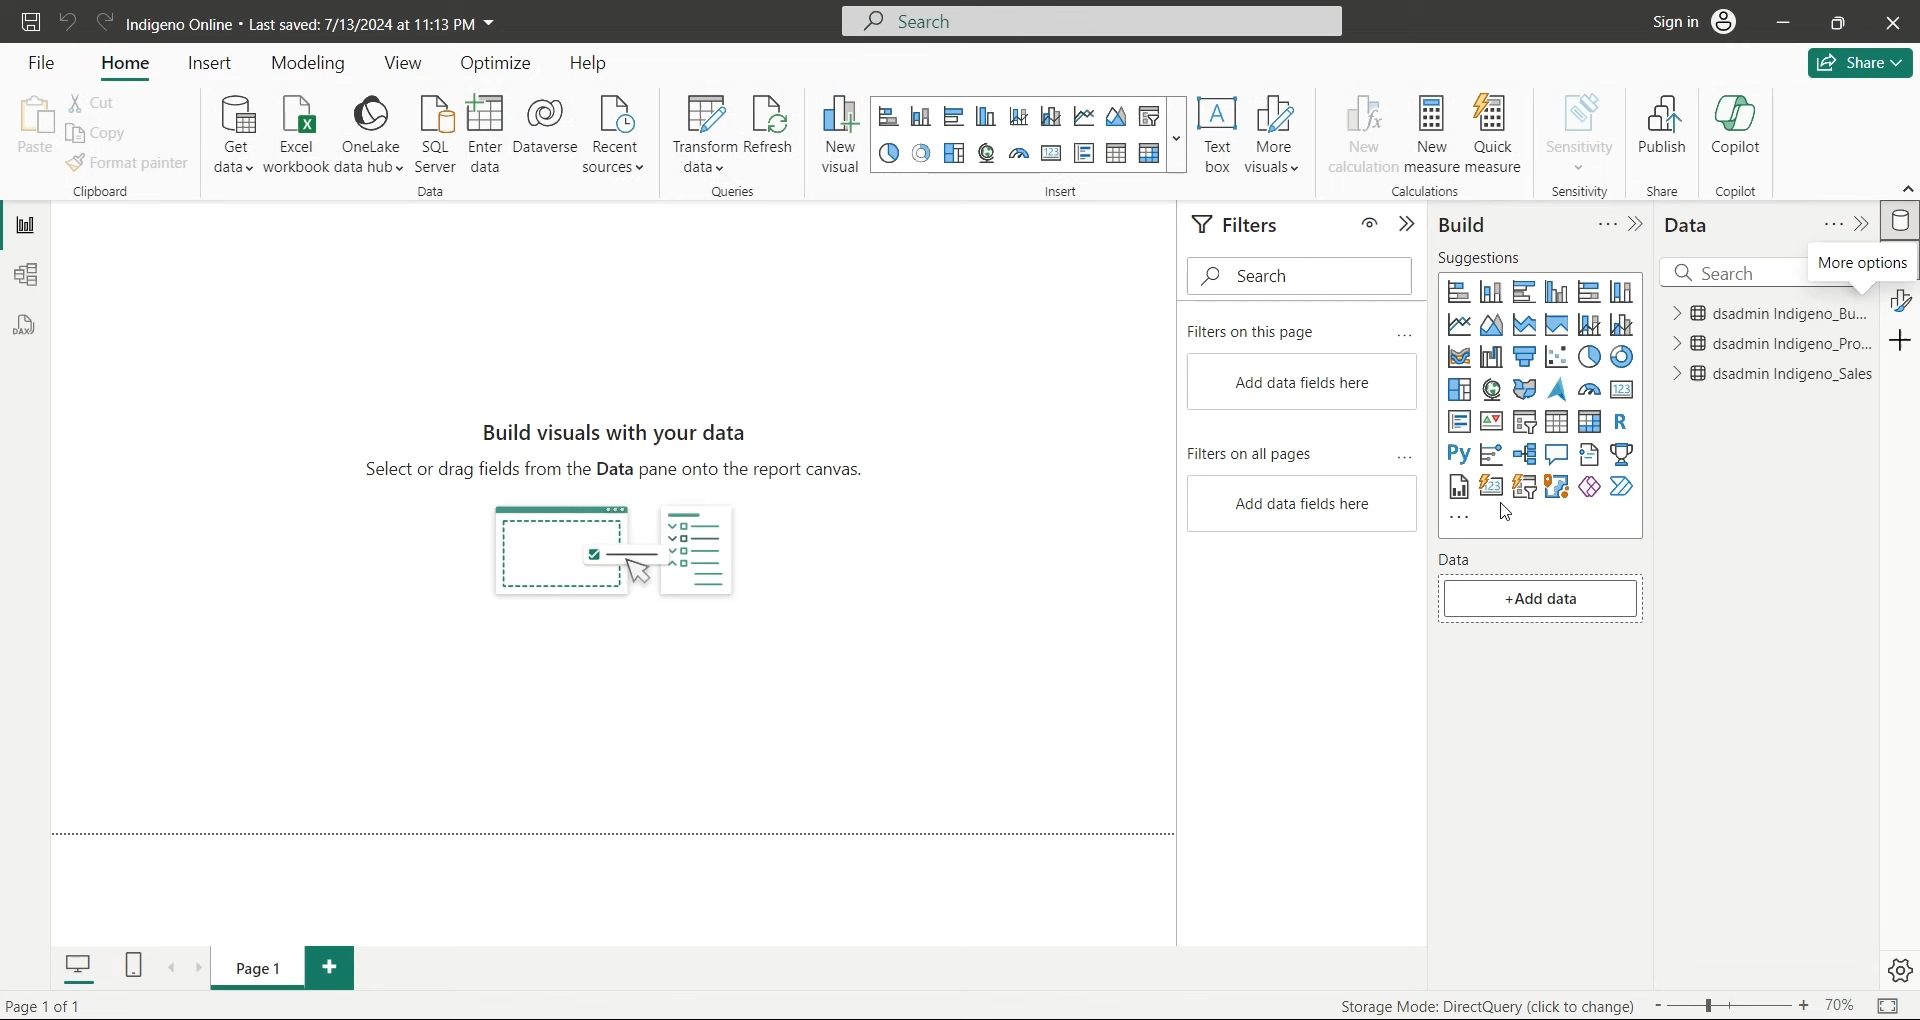 Indigeno Online • Last saved: 7/13/2024 at 11:13 PM
Search
Sign in
File
Home
Insert
Modeling
View
Optimize
Help
Share
Paste
Cut
Copy
Format painter
Clipboard
Get data
Excel workbook
OneLake data hub
SQL Server
Enter data
Dataverse
Recent sources
Data
Transform data
Refresh
Queries
New visual
Text box
More visuals
Insert
New calculation
New measure
Quick measure
Calculations
Sensitivity
Sensitivity
Publish
Share
Copilot
Copilot
DAX
Build visuals with your data
Select or drag fields from the Data pane onto the report canvas.
Filters
Search
Filters on this page
Add data fields here
Filters on all pages
Add data fields here
Build
Suggestions
123
R
Py
123
Data
+Add data
Data
Search
More options
dsadmin Indigeno_Bu...
dsadmin Indigeno_Pro...
dsadmin Indigeno_Sales
Page 1
Page 1 of 1
Storage Mode: DirectQuery (click to change)
70%